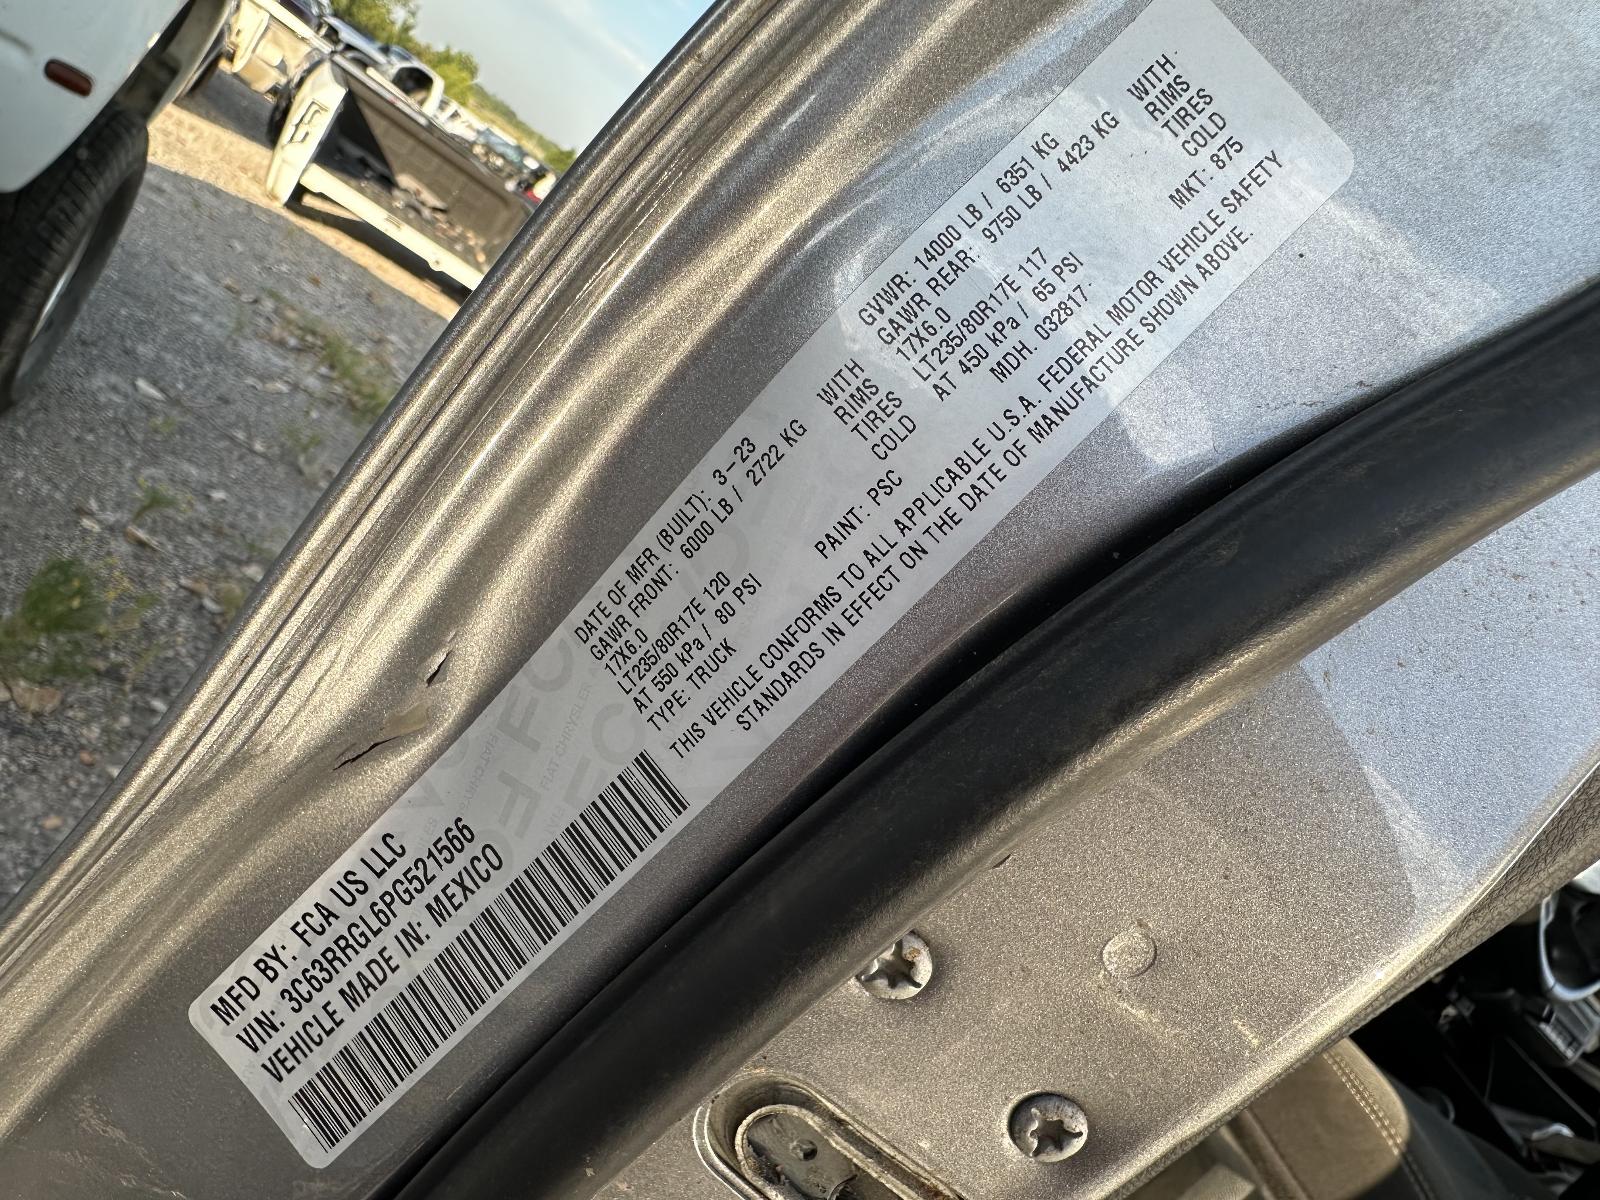 MFD BY: FCA US LLC
VIN: 3C63RRGL6PG521566
VEHICLE MADE IN: MEXICO
DATE OF MFR (BUILT): 3-23 GVWR: 14000 LB / 6351 KG
GAWR FRONT: 6000 LB / 2722 KG WITH GAWR REAR: 9750 LB / 4423 KG WITH
17X6.0 RIMS 17X6.0 RIMS
LT235/80R17E 120 TIRES LT235/80R17E 117 TIRES
AT 550 kPa / 80 PSI COLD AT 450 kPa / 65 PSI COLD
TYPE: TRUCK PAINT: PSC MDH. 032817 MKT: 875
THIS VEHICLE CONFORMS TO ALL APPLICABLE U.S.A. FEDERAL MOTOR VEHICLE SAFETY
STANDARDS IN EFFECT ON THE DATE OF MANUFACTURE SHOWN ABOVE.
FIAT CHRYSLER